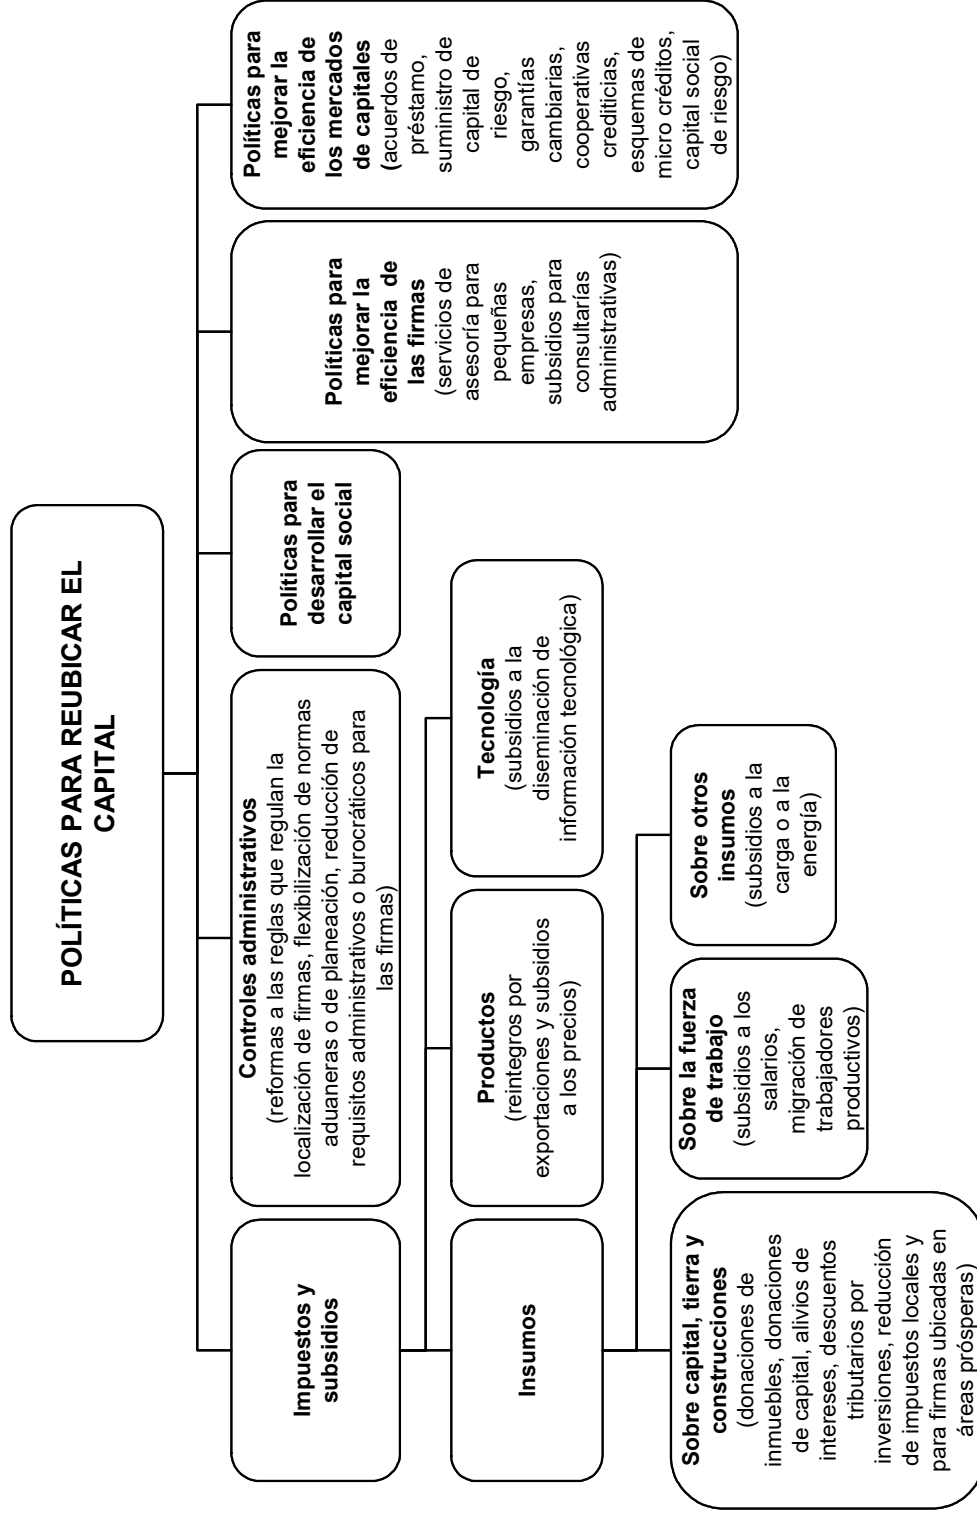 POLÍTICAS PARA REUBICAR EL
CAPITAL
Impuestos y
subsidios
Controles administrativos
(reformas a las reglas que regulan la
localización de firmas, flexibilización de normas
aduaneras o de planeación, reducción de
requisitos administrativos o burocráticos para
las firmas)
Políticas para
desarrollar el
capital social
Políticas para
mejorar la
eficiencia de
las firmas
(servicios de
asesoría para
pequeñas
empresas,
subsidios para
consultarías
administrativas)
Políticas para
mejorar la
eficiencia de
los mercados
de capitales
(acuerdos de
préstamo,
suministro de
capital de
riesgo,
garantías
cambiarias,
cooperativas
crediticias,
esquemas de
micro créditos,
capital social
de riesgo)
Insumos
Productos
(reintegros por
exportaciones y subsidios
a los precios)
Tecnología
(subsidios a la
diseminación de
información tecnológica)
Sobre capital, tierra y
construcciones
(donaciones de
inmuebles, donaciones
de capital, alivios de
intereses, descuentos
tributarios por
inversiones, reducción
de impuestos locales y
para firmas ubicadas en
áreas prósperas)
Sobre la fuerza
de trabajo
(subsidios a los
salarios,
migración de
trabajadores
productivos)
Sobre otros
insumos
(subsidios a la
carga o a la
energía)